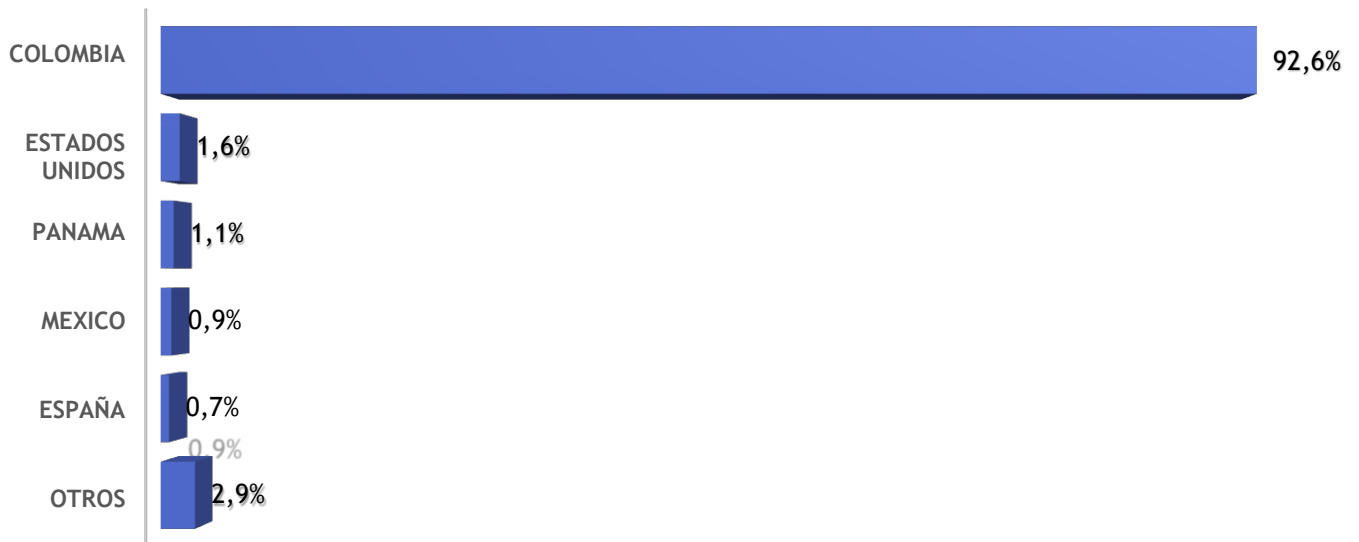 COLOMBIA
92,6%
ESTADOS
UNIDOS
1,6%
PANAMA
1,1%
MEXICO
0,9%
ESPAÑA
0,7%
0,9%
OTROS
2,9%